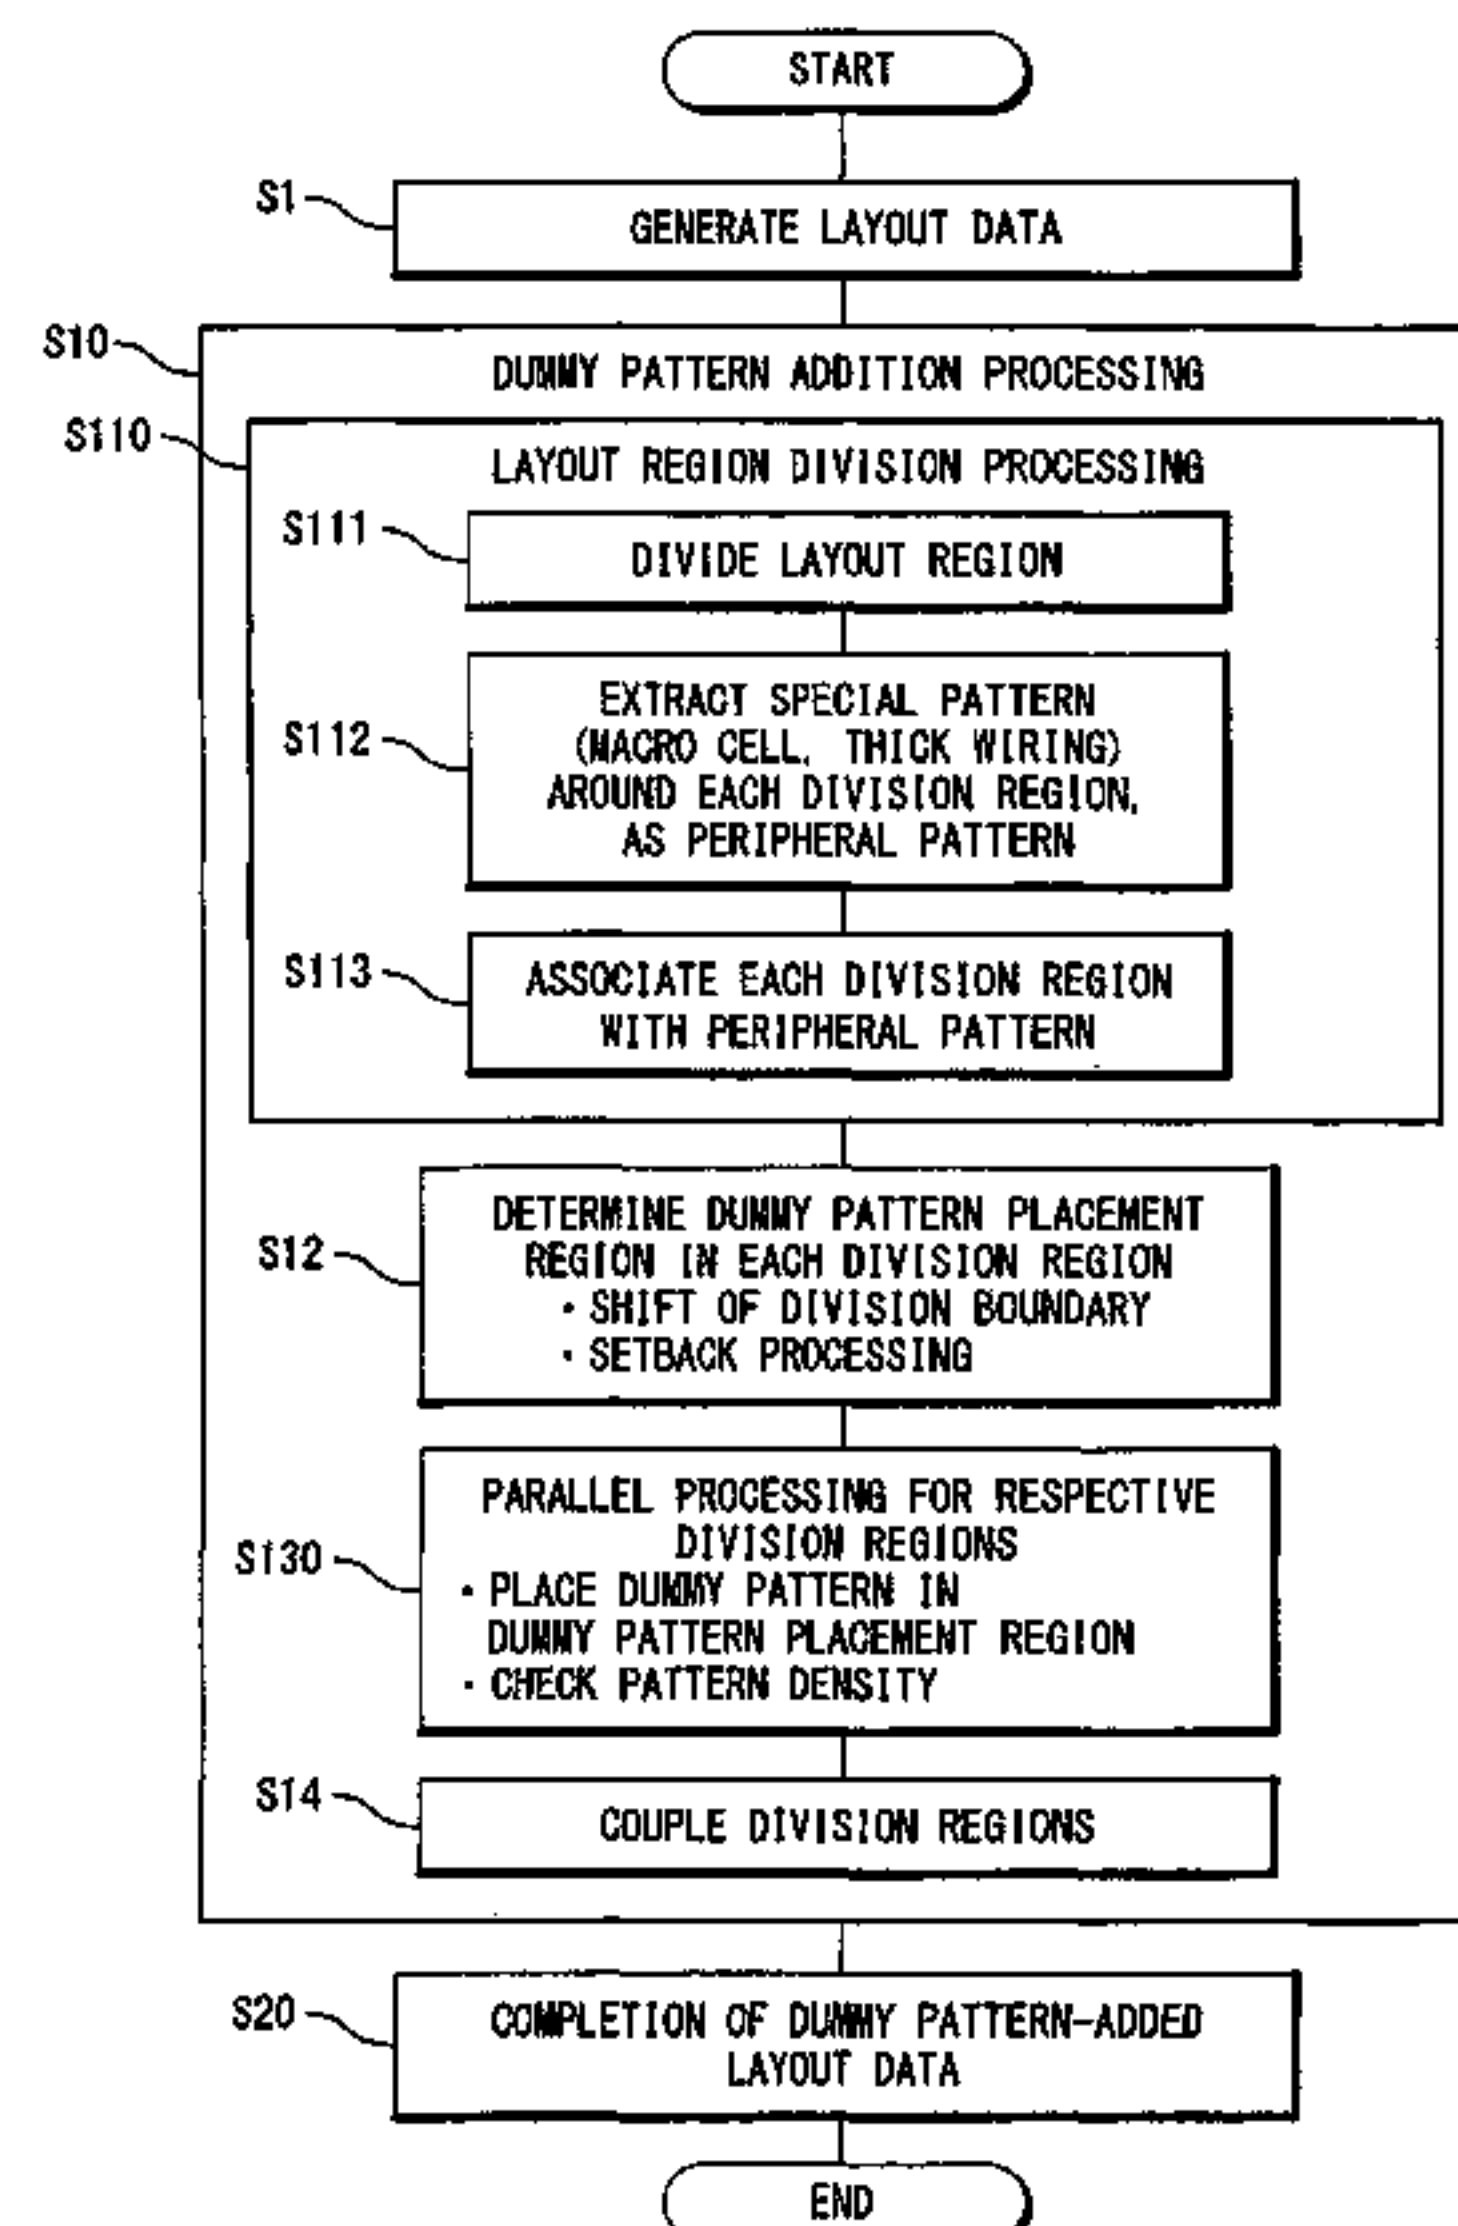 START
S1
GENERATE LAYOUT DATA
S10
DUMMY PATTERN ADDITION PROCESSING
S110
LAYOUT REGION DIVISION PROCESSING
S111
DIVIDE LAYOUT REGION
S112
EXTRACT SPECIAL PATTERN
(MACRO CELL, THICK WIRING)
AROUND EACH DIVISION REGION,
AS PERIPHERAL PATTERN
S113
ASSOCIATE EACH DIVISION REGION
WITH PERIPHERAL PATTERN
S12
DETERMINE DUMMY PATTERN PLACEMENT
REGION IN EACH DIVISION REGION
・SHIFT OF DIVISION BOUNDARY
・SETBACK PROCESSING
S130
PARALLEL PROCESSING FOR RESPECTIVE
DIVISION REGIONS
・PLACE DUMMY PATTERN IN
DUMMY PATTERN PLACEMENT REGION
・CHECK PATTERN DENSITY
S14
COUPLE DIVISION REGIONS
S20
COMPLETION OF DUMMY PATTERN-ADDED
LAYOUT DATA
END